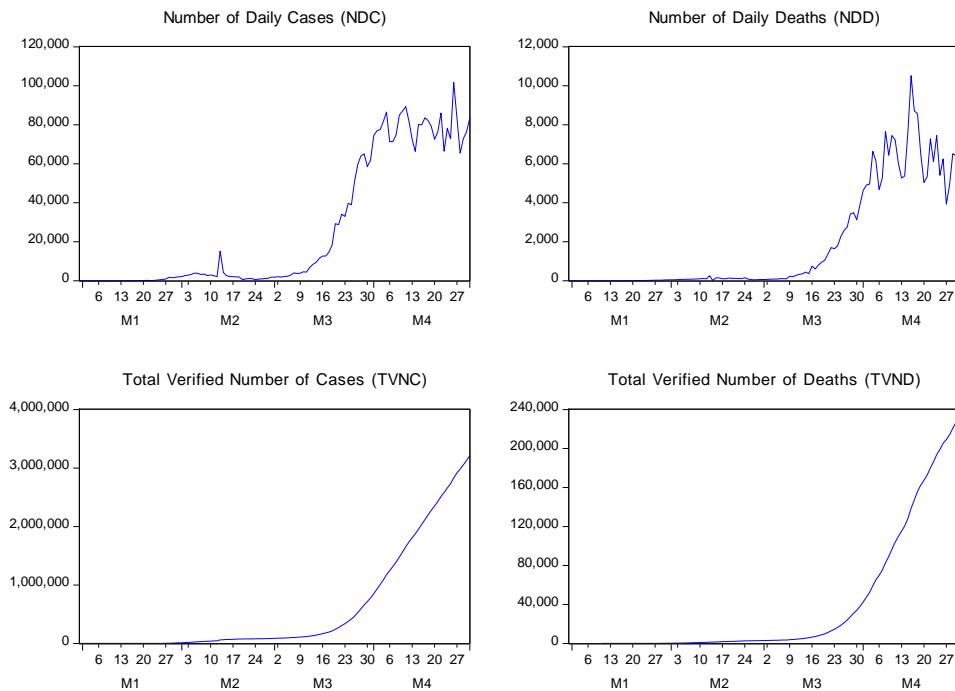 Number of Daily Cases (NDC)
120,000
100,000
80,000
60,000
40,000
20,000
0
6 13 20 27 3 10 17 24 2 9 16 23 30 6 13 20 27
M1 M2 M3 M4
Number of Daily Deaths (NDD)
12,000
10,000
8,000
6,000
4,000
2,000
0
6 13 20 27 3 10 17 24 2 9 16 23 30 6 13 20 27
M1 M2 M3 M4
Total Verified Number of Cases (TVNC)
4,000,000
3,000,000
2,000,000
1,000,000
0
6 13 20 27 3 10 17 24 2 9 16 23 30 6 13 20 27
M1 M2 M3 M4
Total Verified Number of Deaths (TVND)
240,000
200,000
160,000
120,000
80,000
40,000
0
6 13 20 27 3 10 17 24 2 9 16 23 30 6 13 20 27
M1 M2 M3 M4